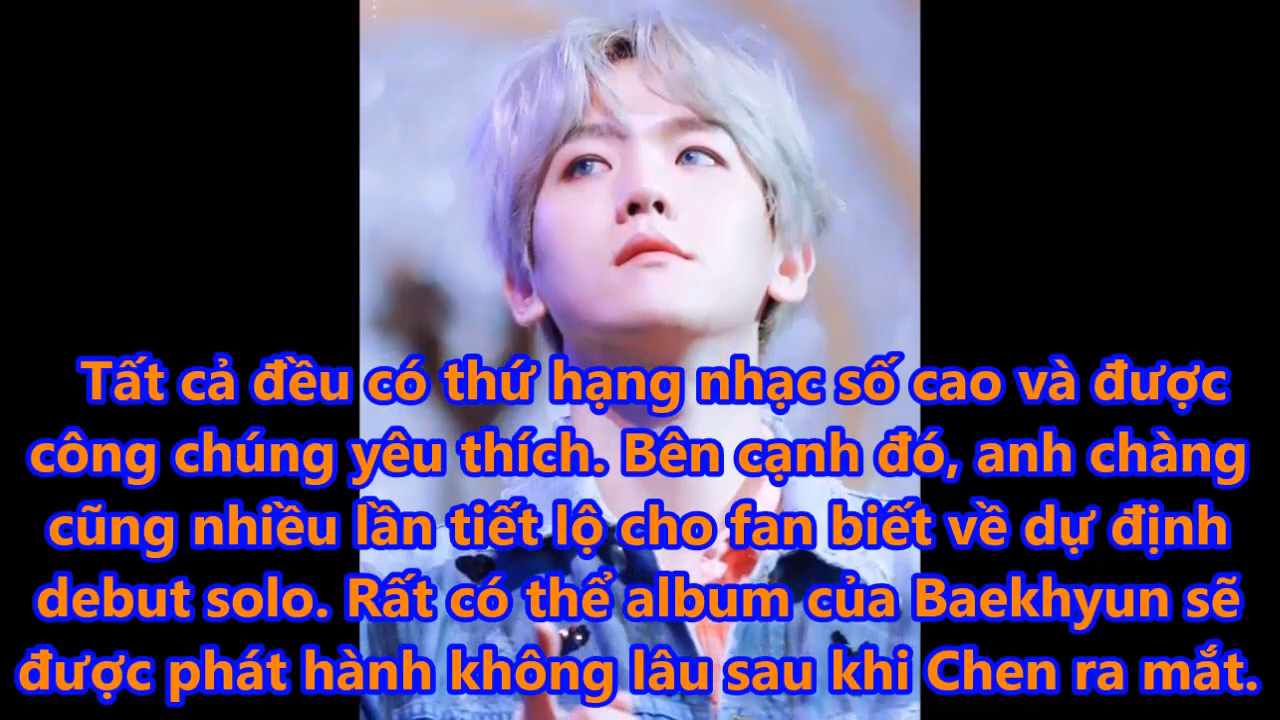 Tất cả đều có thứ hạng nhạc số cao và được
công chúng yêu thích. Bên cạnh đó, anh chàng
cũng nhiều lần tiết lộ cho fan biết về dự định
debut solo. Rất có thể album của Baekhyun sẽ
được phát hành không lâu sau khi Chen ra mắt.